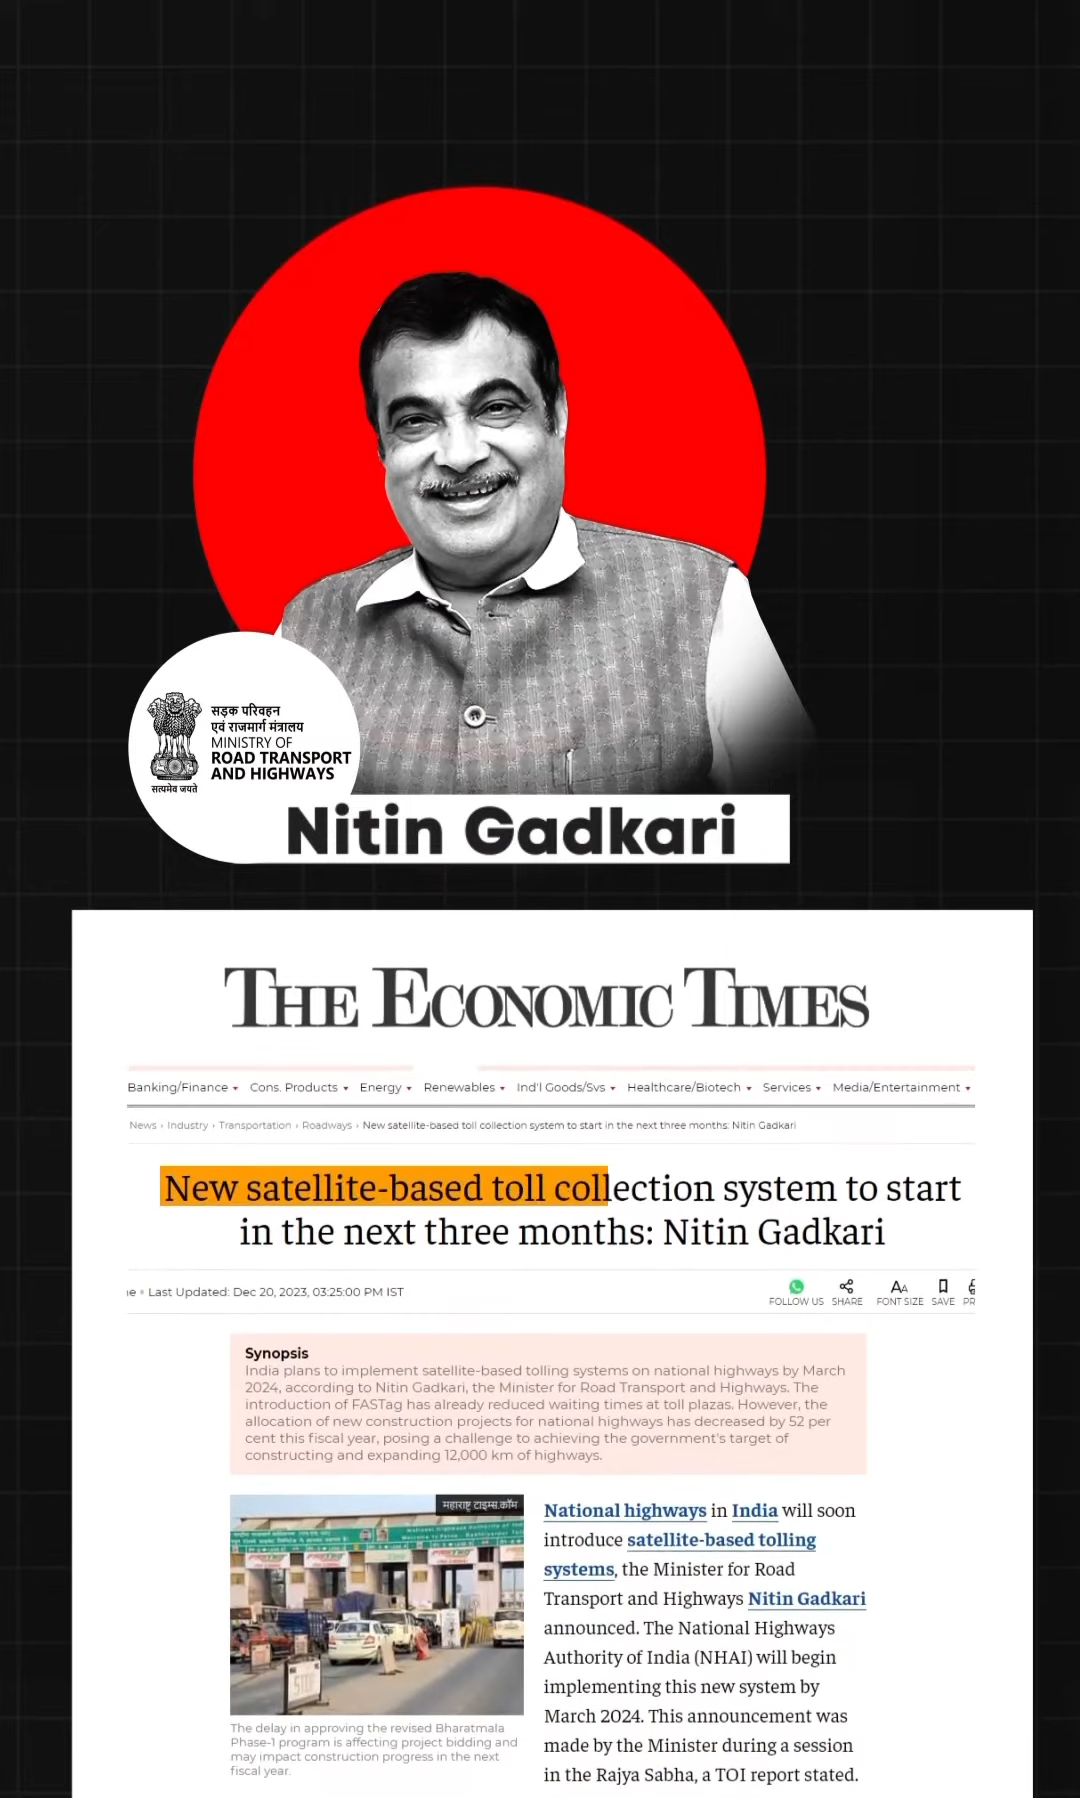 सड़क परिवहन
एवं राजमार्ग मंत्रालय
MINISTRY OF
ROAD TRANSPORT
AND HIGHWAYS
सत्यमेव जयते
Nitin Gadkari
THE ECONOMIC TIMES
Banking/Finance Cons. Products Energy Renewables Ind'l Goods/Svs Healthcare/Biotech Services Media/Entertainment
News › Industry › Transportation › Roadways › New satellite-based toll collection system to start in the next three months: Nitin Gadkari
New satellite-based toll collection system to start
in the next three months: Nitin Gadkari
Last Updated: Dec 20, 2023, 03:25:00 PM IST
FOLLOW US SHARE FONT SIZE SAVE PR
Synopsis
India plans to implement satellite-based tolling systems on national highways by March
2024, according to Nitin Gadkari, the Minister for Road Transport and Highways. The
introduction of FASTag has already reduced waiting times at toll plazas. However, the
allocation of new construction projects for national highways has decreased by 52 per
cent this fiscal year, posing a challenge to achieving the government's target of
constructing and expanding 12,000 km of highways.
महाराष्ट्र टाइम्स.कॉम
STOP
The delay in approving the revised Bharatmala
Phase-1 program is affecting project bidding and
may impact construction progress in the next
fiscal year.
National highways in India will soon
introduce satellite-based tolling
systems, the Minister for Road
Transport and Highways Nitin Gadkari
announced. The National Highways
Authority of India (NHAI) will begin
implementing this new system by
March 2024. This announcement was
made by the Minister during a session
in the Rajya Sabha, a TOI report stated.